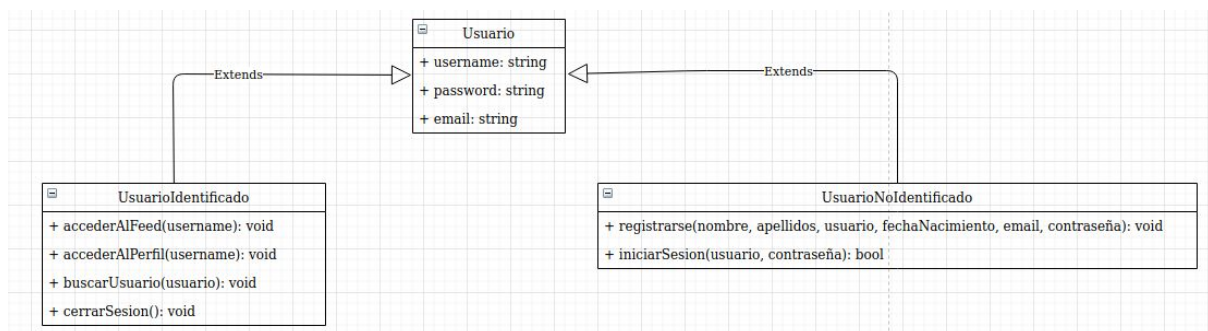 Usuario
+ username: string
+ password: string
+ email: string
Extends
Extends
UsuarioIdentificado
+ accederAlFeed(username): void
+ accederAlPerfil(username): void
+ buscarUsuario(usuario): void
+ cerrarSesion(): void
UsuarioNoIdentificado
+ registrarse(nombre, apellidos, usuario, fechaNacimiento, email, contraseña): void
+ iniciarSesion(usuario, contraseña): bool